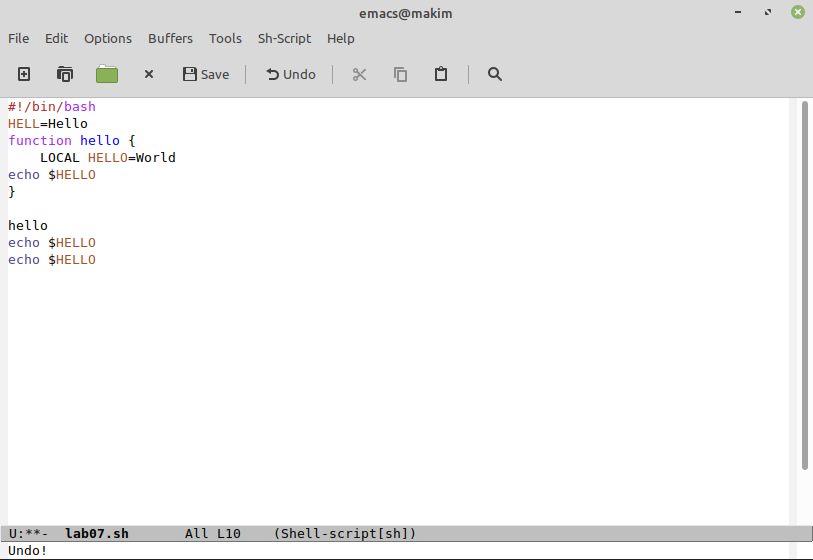 emacs@makim
File Edit Options Buffers Tools Sh-Script Help
Save Undo
#!/bin/bash
HELL=Hello
function hello {
    LOCAL HELLO=World
echo $HELLO
}

hello
echo $HELLO
echo $HELLO
U:**-  lab07.sh       All L10    (Shell-script[sh])
Undo!